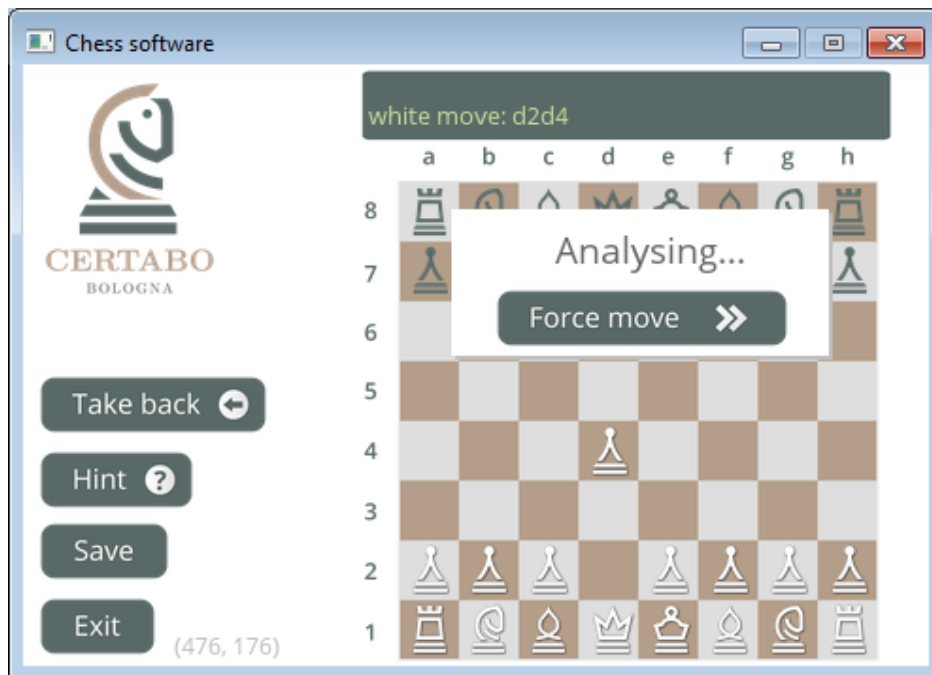 Chess software
white move: d2d4
a b c d e f g h
8
Analysing...
CERTABO
BOLOGNA
7
Force move
6
5
Take back
4
Hint ?
3
Save
2
Exit
1
(476, 176)